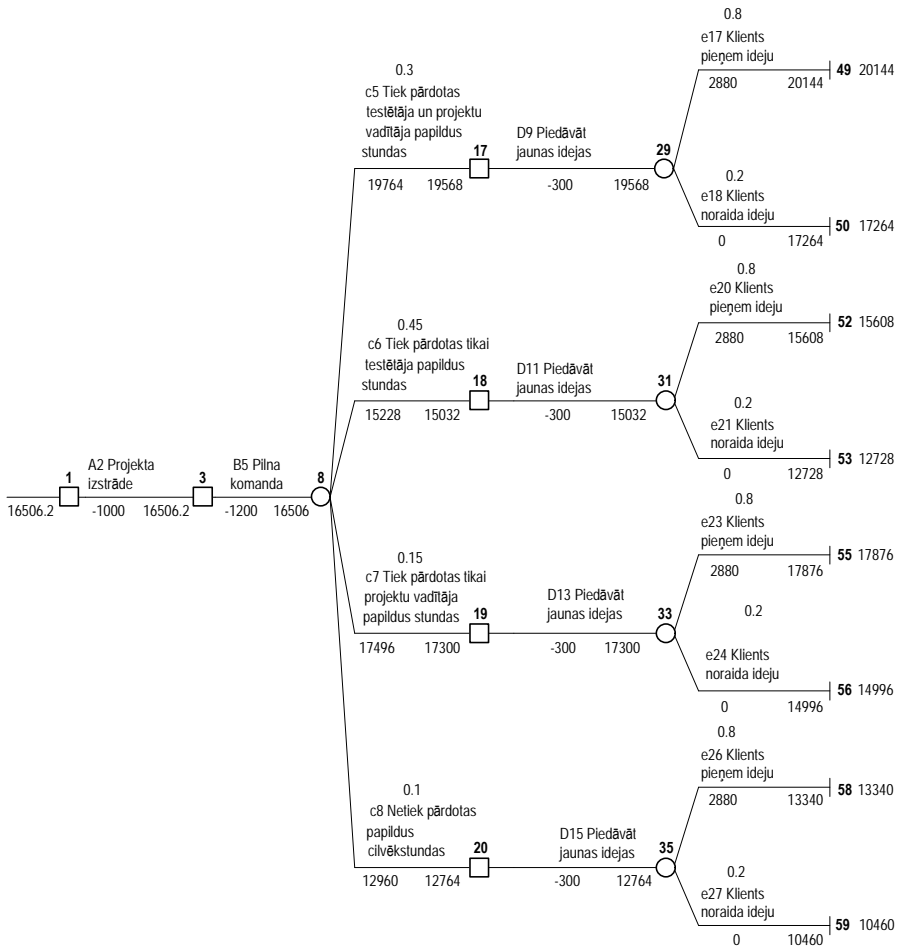 0.8
e17 Klients
pieņem ideju
2880 20144
49 20144
0.3
c5 Tiek pārdotas
testētāja un projektu
vadītāja papildus
stundas
19764 19568
17
D9 Piedāvāt
jaunas idejas
-300 19568
29
0.2
e18 Klients
noraida ideju
0 17264
50 17264
0.8
e20 Klients
pieņem ideju
2880 15608
52 15608
0.45
c6 Tiek pārdotas tikai
testētāja papildus
stundas
15228 15032
18
D11 Piedāvāt
jaunas idejas
-300 15032
31
0.2
e21 Klients
noraida ideju
0 12728
53 12728
16506.2
1
A2 Projekta
izstrāde
-1000 16506.2
3
B5 Pilna
komanda
-1200 16506
8
0.8
e23 Klients
pieņem ideju
2880 17876
55 17876
0.15
c7 Tiek pārdotas tikai
projektu vadītāja
papildus stundas
17496 17300
19
D13 Piedāvāt
jaunas idejas
-300 17300
33
0.2
e24 Klients
noraida ideju
0 14996
56 14996
0.8
e26 Klients
pieņem ideju
2880 13340
58 13340
0.1
c8 Netiek pārdotas
papildus
cilvēkstundas
12960 12764
20
D15 Piedāvāt
jaunas idejas
-300 12764
35
0.2
e27 Klients
noraida ideju
0 10460
59 10460